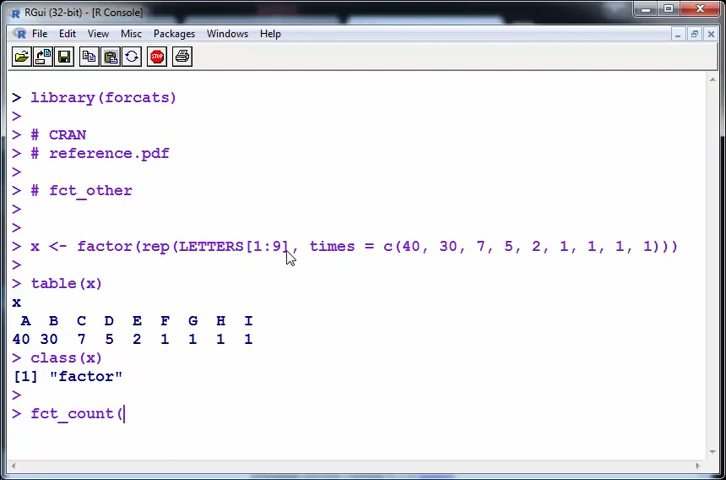 RGui (32-bit) - [R Console]
File Edit View Misc Packages Windows Help
STOP
> library(forcats)
>
> # CRAN
> # reference.pdf
>
> # fct_other
>
>
> x <- factor(rep(LETTERS[1:9], times = c(40, 30, 7, 5, 2, 1, 1, 1, 1)))
>
> table(x)
x
A B C D E F G H I
40 30 7 5 2 1 1 1 1
> class(x)
[1] "factor"
>
> fct_count(